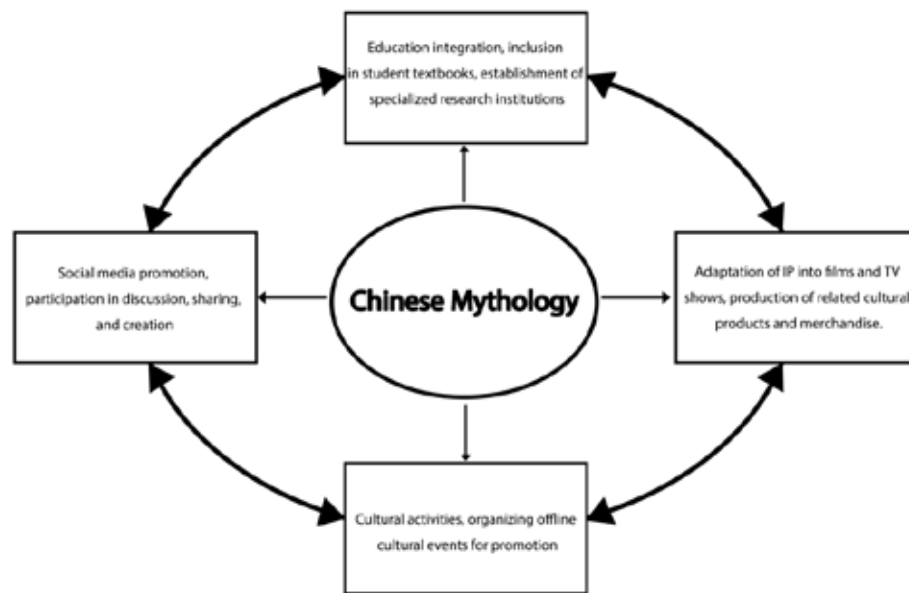 Education integration, inclusion
in student textbooks, establishment of
specialized research institutions
Social media promotion,
participation in discussion, sharing,
and creation
Chinese Mythology
Adaptation of IP into films and TV
shows, production of related cultural
products and merchandise.
Cultural activities, organizing offline
cultural events for promotion